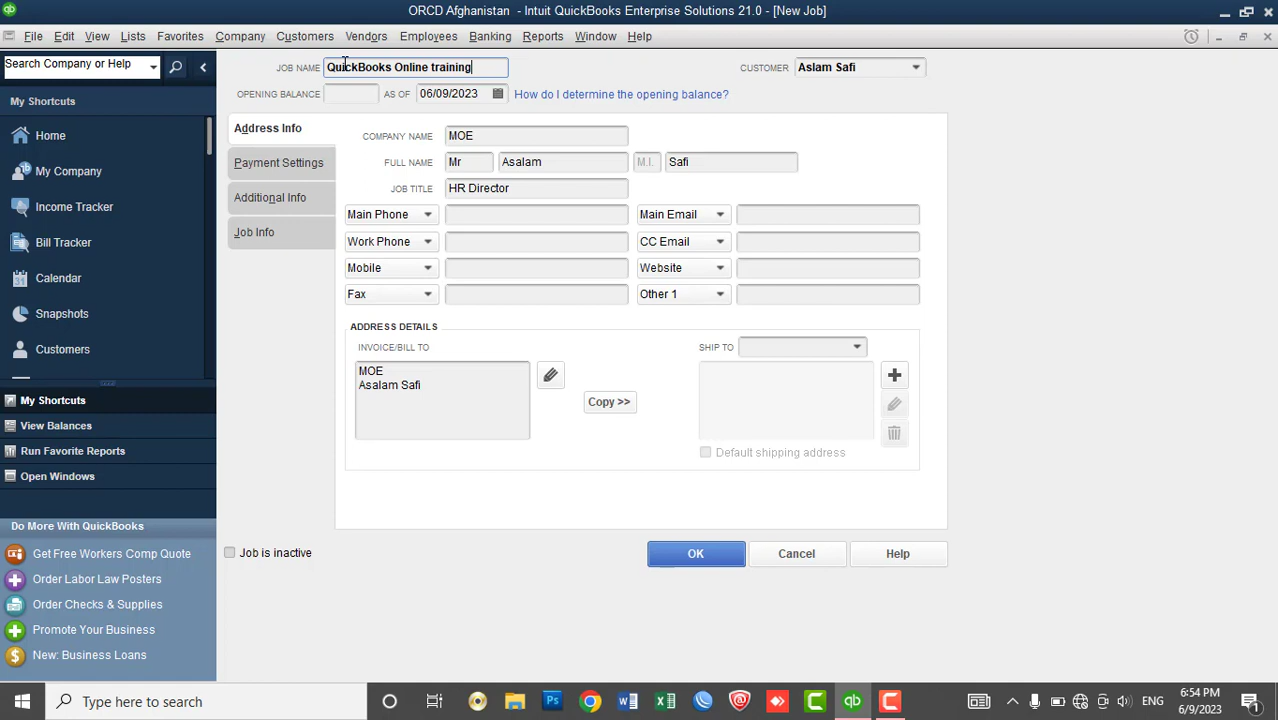 ORCD Afghanistan - Intuit QuickBooks Enterprise Solutions 21.0 - [New Job]
File Edit View Lists Favorites Company Customers Vendors Employees Banking Reports Window Help
Search Company or Help
My Shortcuts
Home
My Company
Income Tracker
Bill Tracker
Calendar
Snapshots
Customers
My Shortcuts
View Balances
Run Favorite Reports
Open Windows
Do More With QuickBooks
Get Free Workers Comp Quote
Order Labor Law Posters
Order Checks & Supplies
Promote Your Business
New: Business Loans
JOB NAME QuickBooks Online training
CUSTOMER Aslam Safi
OPENING BALANCE AS OF 06/09/2023 How do I determine the opening balance?
Address Info
Payment Settings
Additional Info
Job Info
COMPANY NAME MOE
FULL NAME Mr Asalam M.I. Safi
JOB TITLE HR Director
Main Phone Main Email
Work Phone CC Email
Mobile Website
Fax Other 1
ADDRESS DETAILS
INVOICE/BILL TO SHIP TO
MOE
Asalam Safi
Copy >>
Default shipping address
Job is inactive
OK Cancel Help
Type here to search
Ps
ENG
6:54 PM
6/9/2023
1